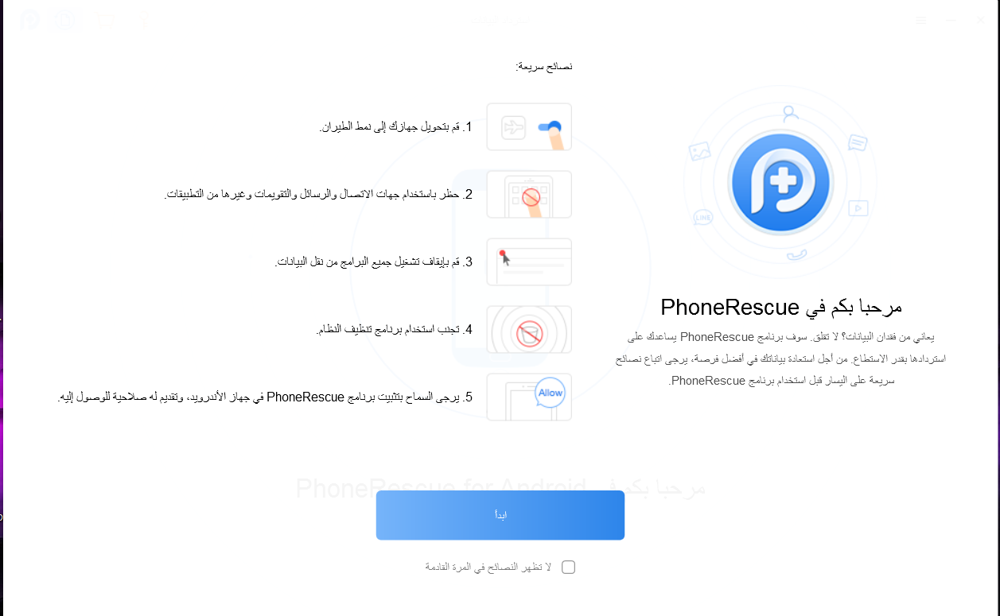 مرحبا بكم في PhoneRescue
يعاني من فقدان البيانات؟ لا تقلق. سوف برنامج PhoneRescue يساعدك على
استردادها بقدر الاستطاع. من أجل استعادة بياناتك في أفضل فرصة، يرجى اتباع نصائح
سريعة على اليسار قبل استخدام برنامج PhoneRescue.
LINE
نصائح سريعة:
1. قم بتحويل جهازك إلى نمط الطيران.
2. حظر باستخدام جهات الاتصال والرسائل والتقويمات وغيرها من التطبيقات.
3. قم بإيقاف تشغيل جميع البرامج من نقل البيانات.
4. تجنب استخدام برنامج تنظيف النظام.
Allow
5. يرجى السماح بتثبيت برنامج PhoneRescue في جهاز الأندرويد، وتقديم له صلاحية للوصول إليه.
مرحبا بكم في PhoneRescue for Android
ابدأ
لا تظهر النصائح في المرة القادمة